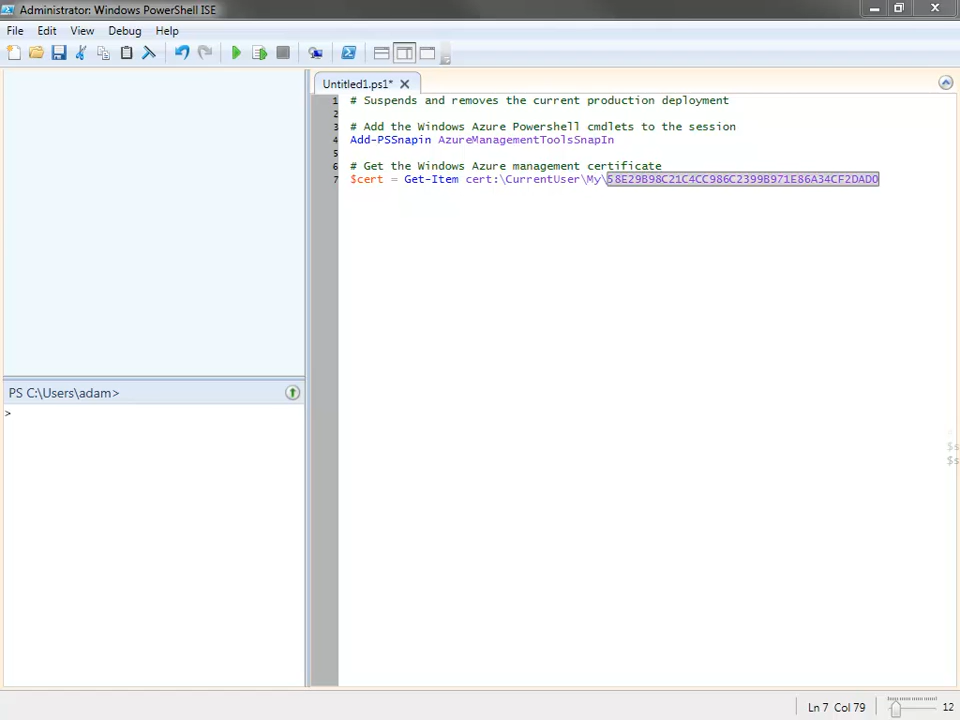 Administrator: Windows PowerShell ISE
File Edit View Debug Help
Untitled1.ps1*
1 # Suspends and removes the current production deployment
2
3 # Add the Windows Azure Powershell cmdlets to the session
4 Add-PSSnapin AzureManagementToolsSnapIn
5
6 # Get the Windows Azure management certificate
7 $cert = Get-Item cert:\CurrentUser\My\58E29B98C21C4CC986C2399B971E86A34CF2DAD0
PS C:\Users\adam>
>
$s
$s
Ln 7 Col 79 12